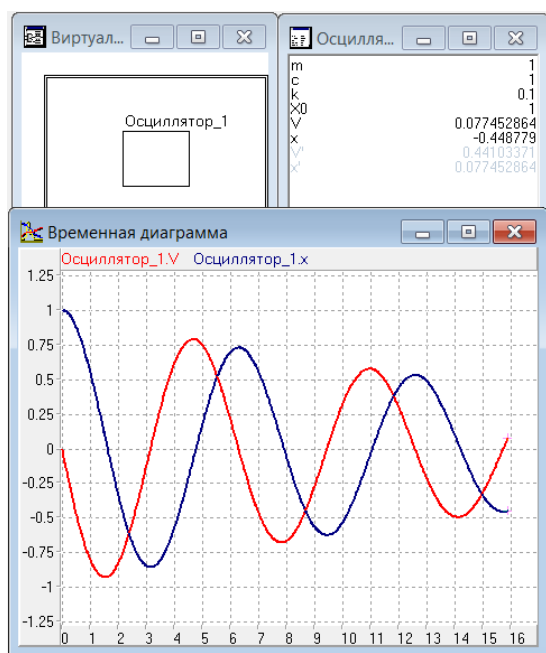 Виртуал...
Осциллятор_1
Осцилля...
m 1
c 1
k 0.1
X0 1
V 0.077452864
x -0.448779
V' 0.44103371
x' 0.077452864
Временная диаграмма
Осциллятор_1.V Осциллятор_1.x
1.25
1
0.75
0.5
0.25
0
-0.25
-0.5
-0.75
-1
-1.25
0 1 2 3 4 5 6 7 8 9 10 11 12 13 14 15 16